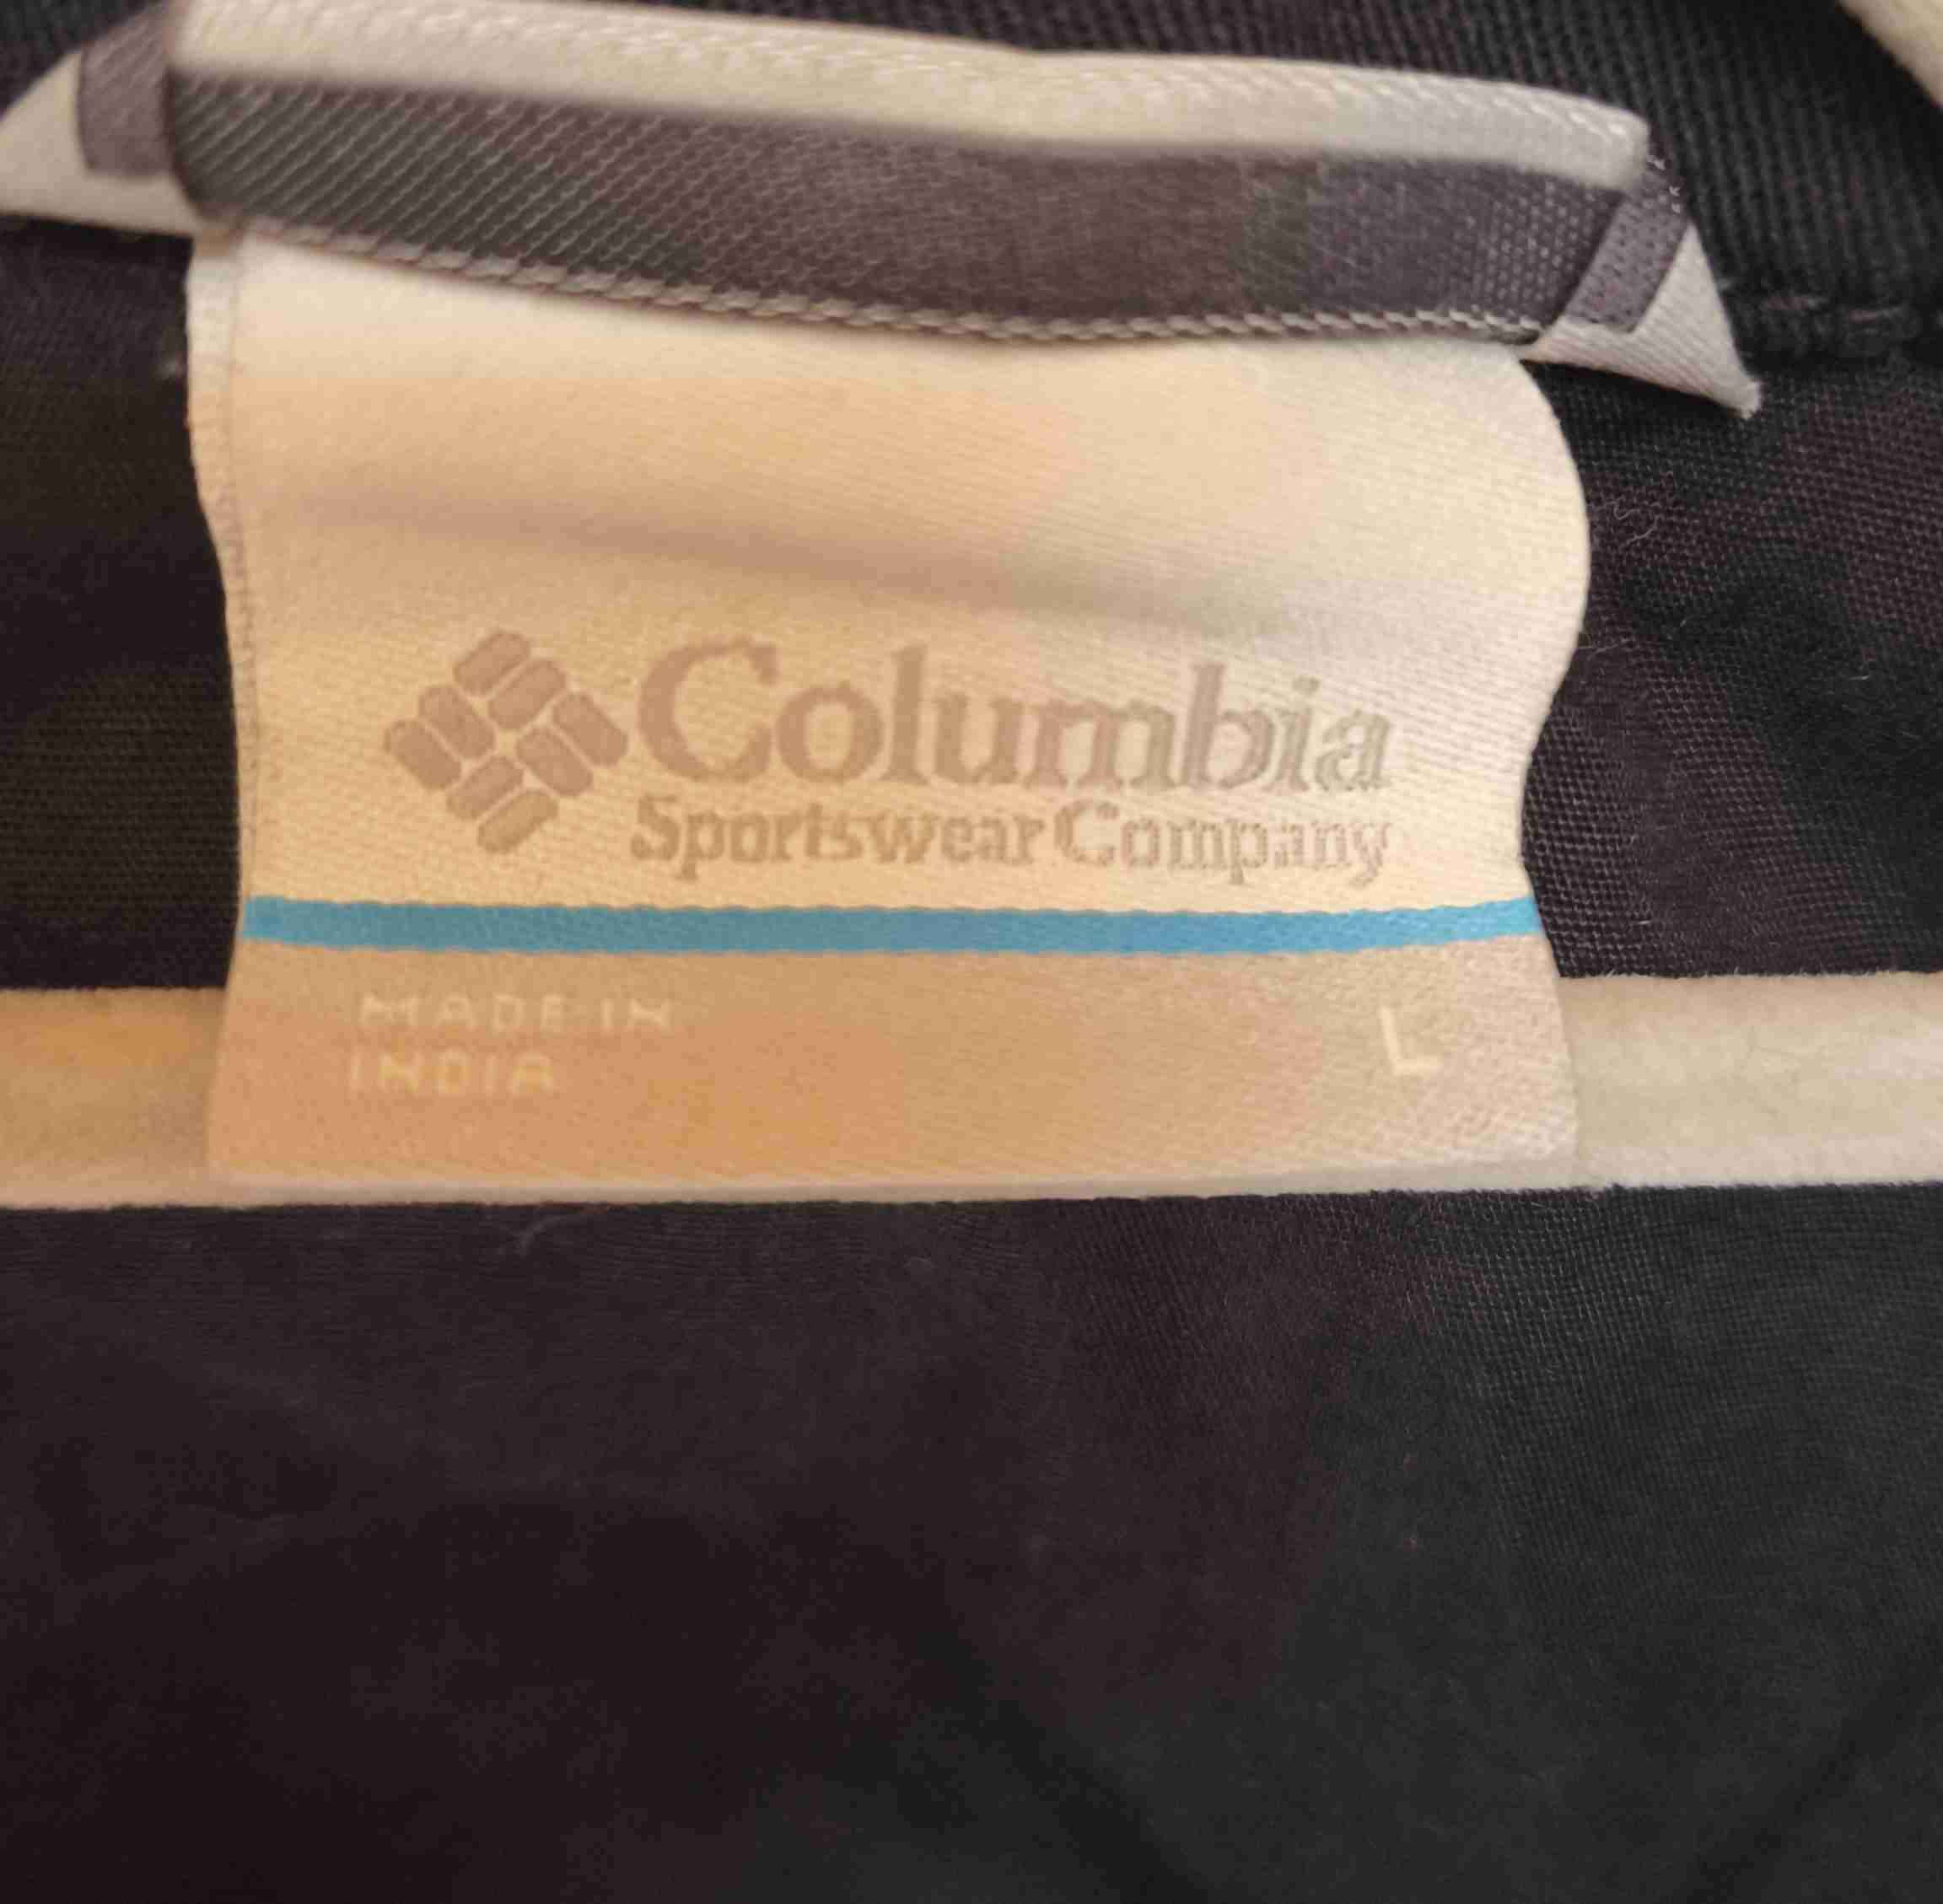 Columbia
Sportswear Company
MADE IN
INDIA
L